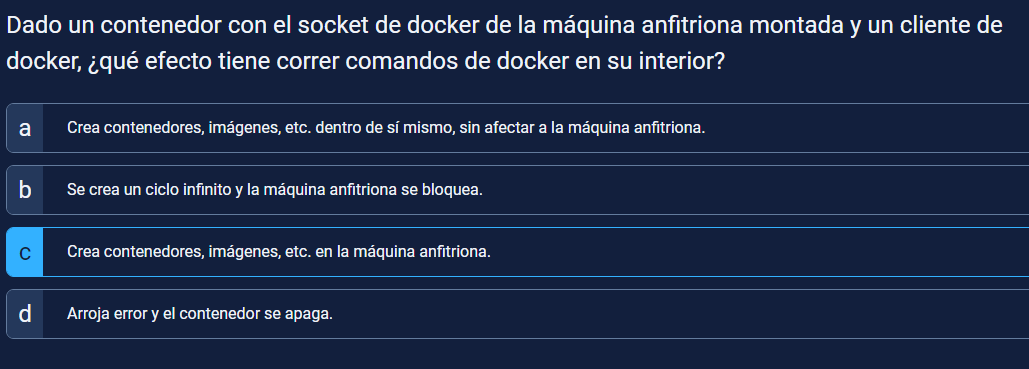 Dado un contenedor con el socket de docker de la máquina anfitriona montada y un cliente de
docker, ¿qué efecto tiene correr comandos de docker en su interior?
a Crea contenedores, imágenes, etc. dentro de sí mismo, sin afectar a la máquina anfitriona.
b Se crea un ciclo infinito y la máquina anfitriona se bloquea.
c Crea contenedores, imágenes, etc. en la máquina anfitriona.
d Arroja error y el contenedor se apaga.